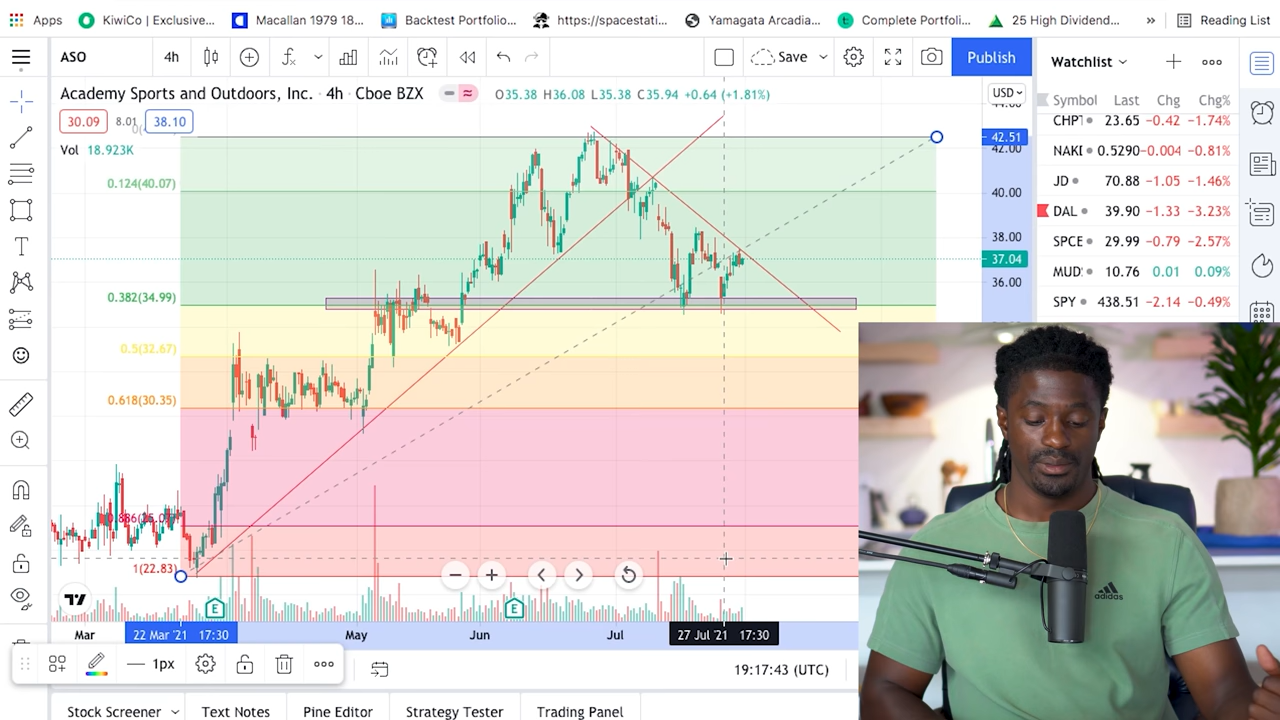 Apps KiwiCo | Exclusive... Macallan 1979 18... Backtest Portfolio... https://spacestati... Yamagata Arcadia... Complete Portfoli... 25 High Dividend... » Reading List
ASO 4h Save Publish Watchlist
Academy Sports and Outdoors, Inc. · 4h · Cboe BZX O35.38 H36.08 L35.38 C35.94 +0.64 (+1.81%) USD
Symbol Last Chg Chg%
30.09 8.01 38.10
Vol 18.923K
CHPT 23.65 −0.42 −1.74%
NAKD 0.5290 −0.004 −0.81%
JD 70.88 −1.05 −1.46%
DAL 39.90 −1.33 −3.23%
SPCE 29.99 −0.79 −2.57%
MUDS 10.76 0.01 0.09%
SPY 438.51 −2.14 −0.49%
44.00
42.51
42.00
40.00
38.00
37.04
36.00
0.124(40.07)
0.382(34.99)
0.5(32.67)
0.618(30.35)
1(22.83)
E E
Mar 22 Mar '21 17:30 May Jun Jul 27 Jul '21 17:30
1px
19:17:43 (UTC)
Stock Screener Text Notes Pine Editor Strategy Tester Trading Panel
adidas